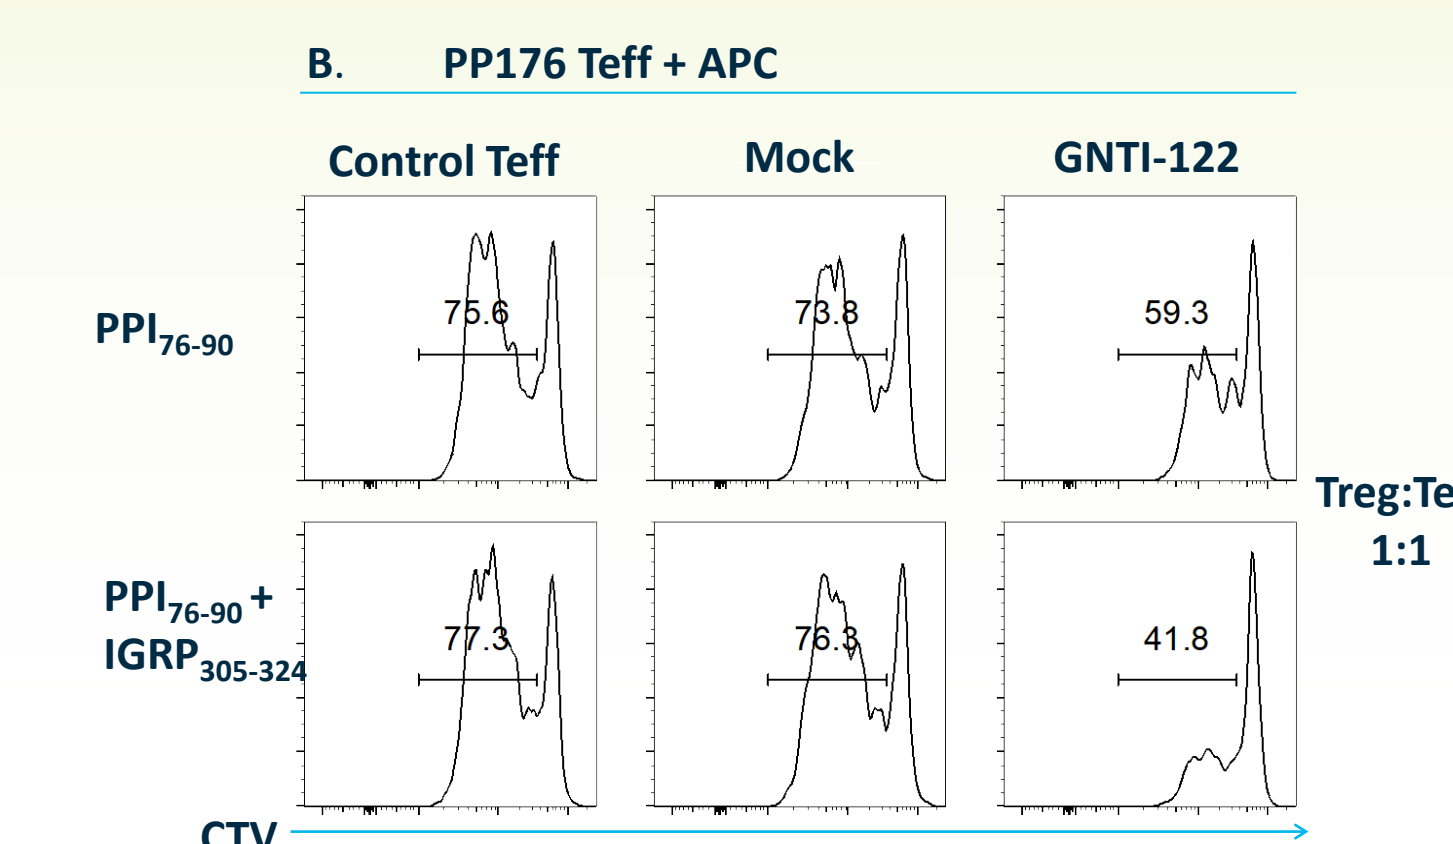 B. PP176 Teff + APC
Control Teff Mock GNTI-122
PPI76-90
75.6 73.8 59.3
Treg:Te
1:1
PPI76-90 +
IGRP305-324
77.3 76.3 41.8
CTV